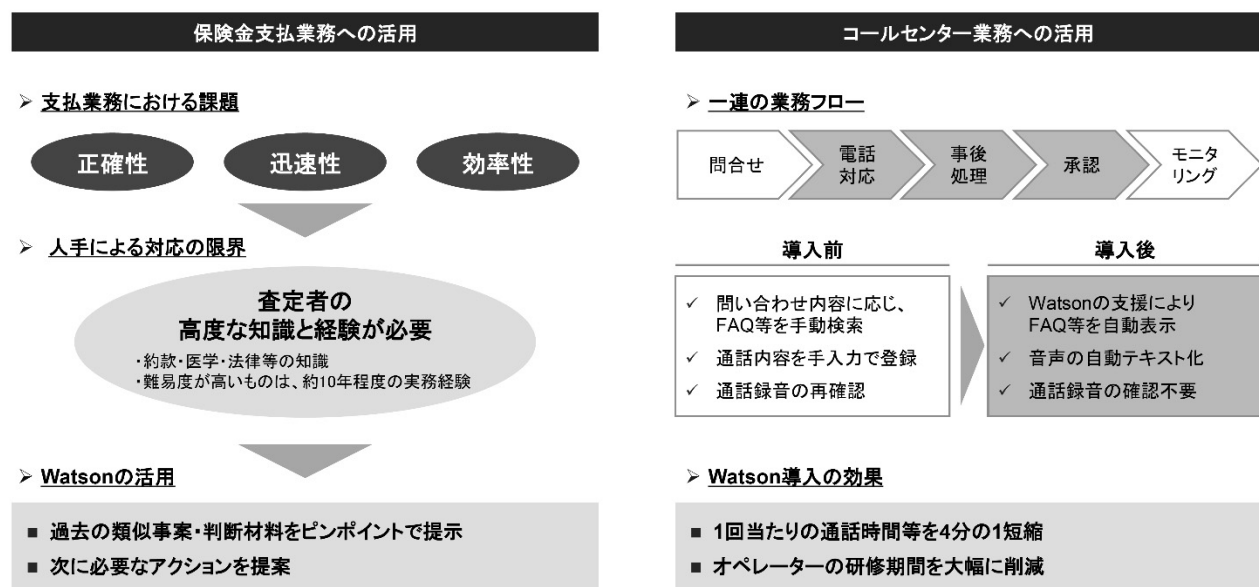 保険金支払業務への活用
➢ 支払業務における課題
正確性
迅速性
効率性
➢ 人手による対応の限界
査定者の
高度な知識と経験が必要
・約款・医学・法律等の知識
・難易度が高いものは、約10年程度の実務経験
➢ Watsonの活用
■ 過去の類似事案・判断材料をピンポイントで提示
■ 次に必要なアクションを提案
コールセンター業務への活用
➢ 一連の業務フロー
問合せ
電話
対応
事後
処理
承認
モニタ
リング
導入前
✓ 問い合わせ内容に応じ、
FAQ等を手動検索
✓ 通話内容を手入力で登録
✓ 通話録音の再確認
導入後
✓ Watsonの支援により
FAQ等を自動表示
✓ 音声の自動テキスト化
✓ 通話録音の確認不要
➢ Watson導入の効果
■ 1回当たりの通話時間等を4分の1短縮
■ オペレーターの研修期間を大幅に削減